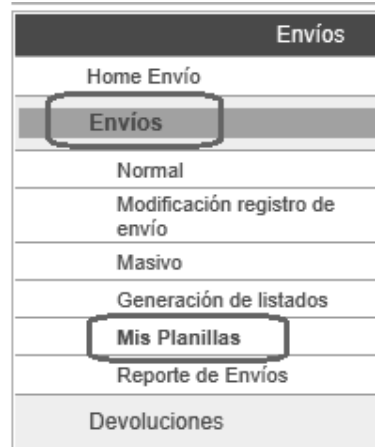 Envíos
Home Envío
Envíos
Normal
Modificación registro de
envío
Masivo
Generación de listados
Mis Planillas
Reporte de Envíos
Devoluciones